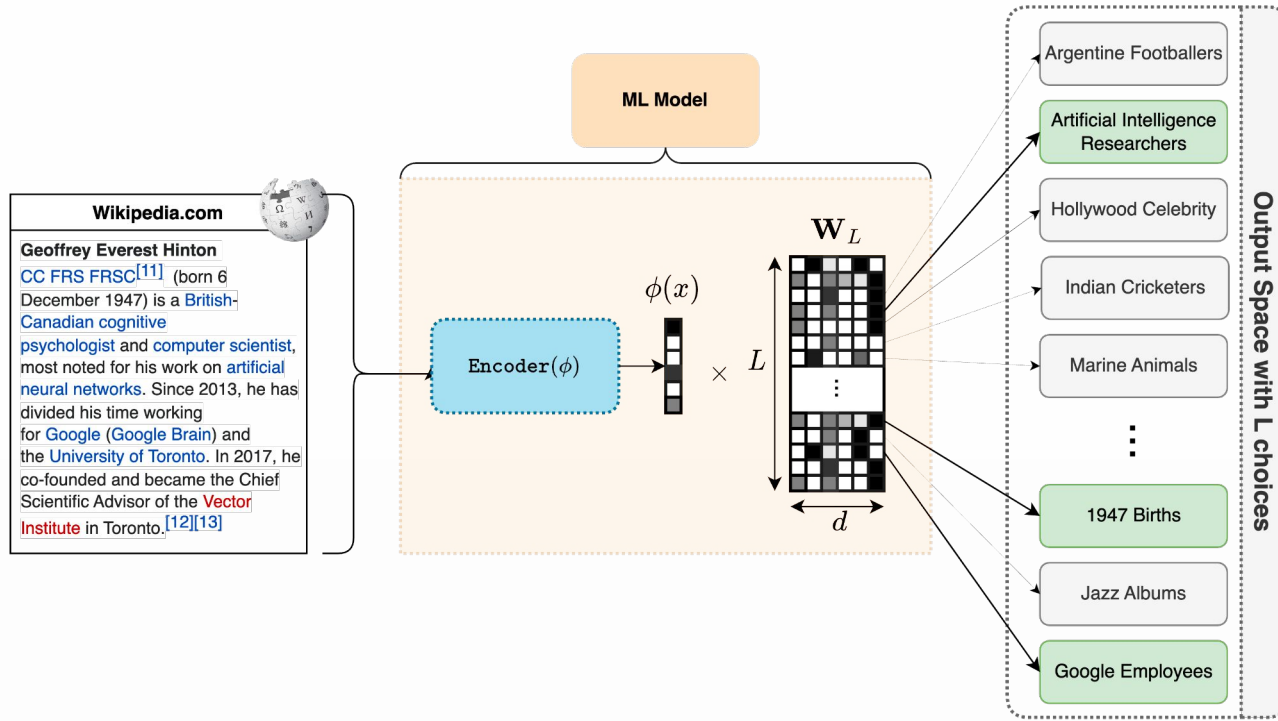 Wikipedia.com
Geoffrey Everest Hinton
CC FRS FRSC[11] (born 6
December 1947) is a British-
Canadian cognitive
psychologist and computer scientist,
most noted for his work on artificial
neural networks. Since 2013, he has
divided his time working
for Google (Google Brain) and
the University of Toronto. In 2017, he
co-founded and became the Chief
Scientific Advisor of the Vector
Institute in Toronto.[12][13]
ML Model
Encoder(ϕ)
ϕ(x)
×
W_L
L
⋮
d
Argentine Footballers
Artificial Intelligence
Researchers
Hollywood Celebrity
Indian Cricketers
Marine Animals
⋮
1947 Births
Jazz Albums
Google Employees
Output Space with L choices